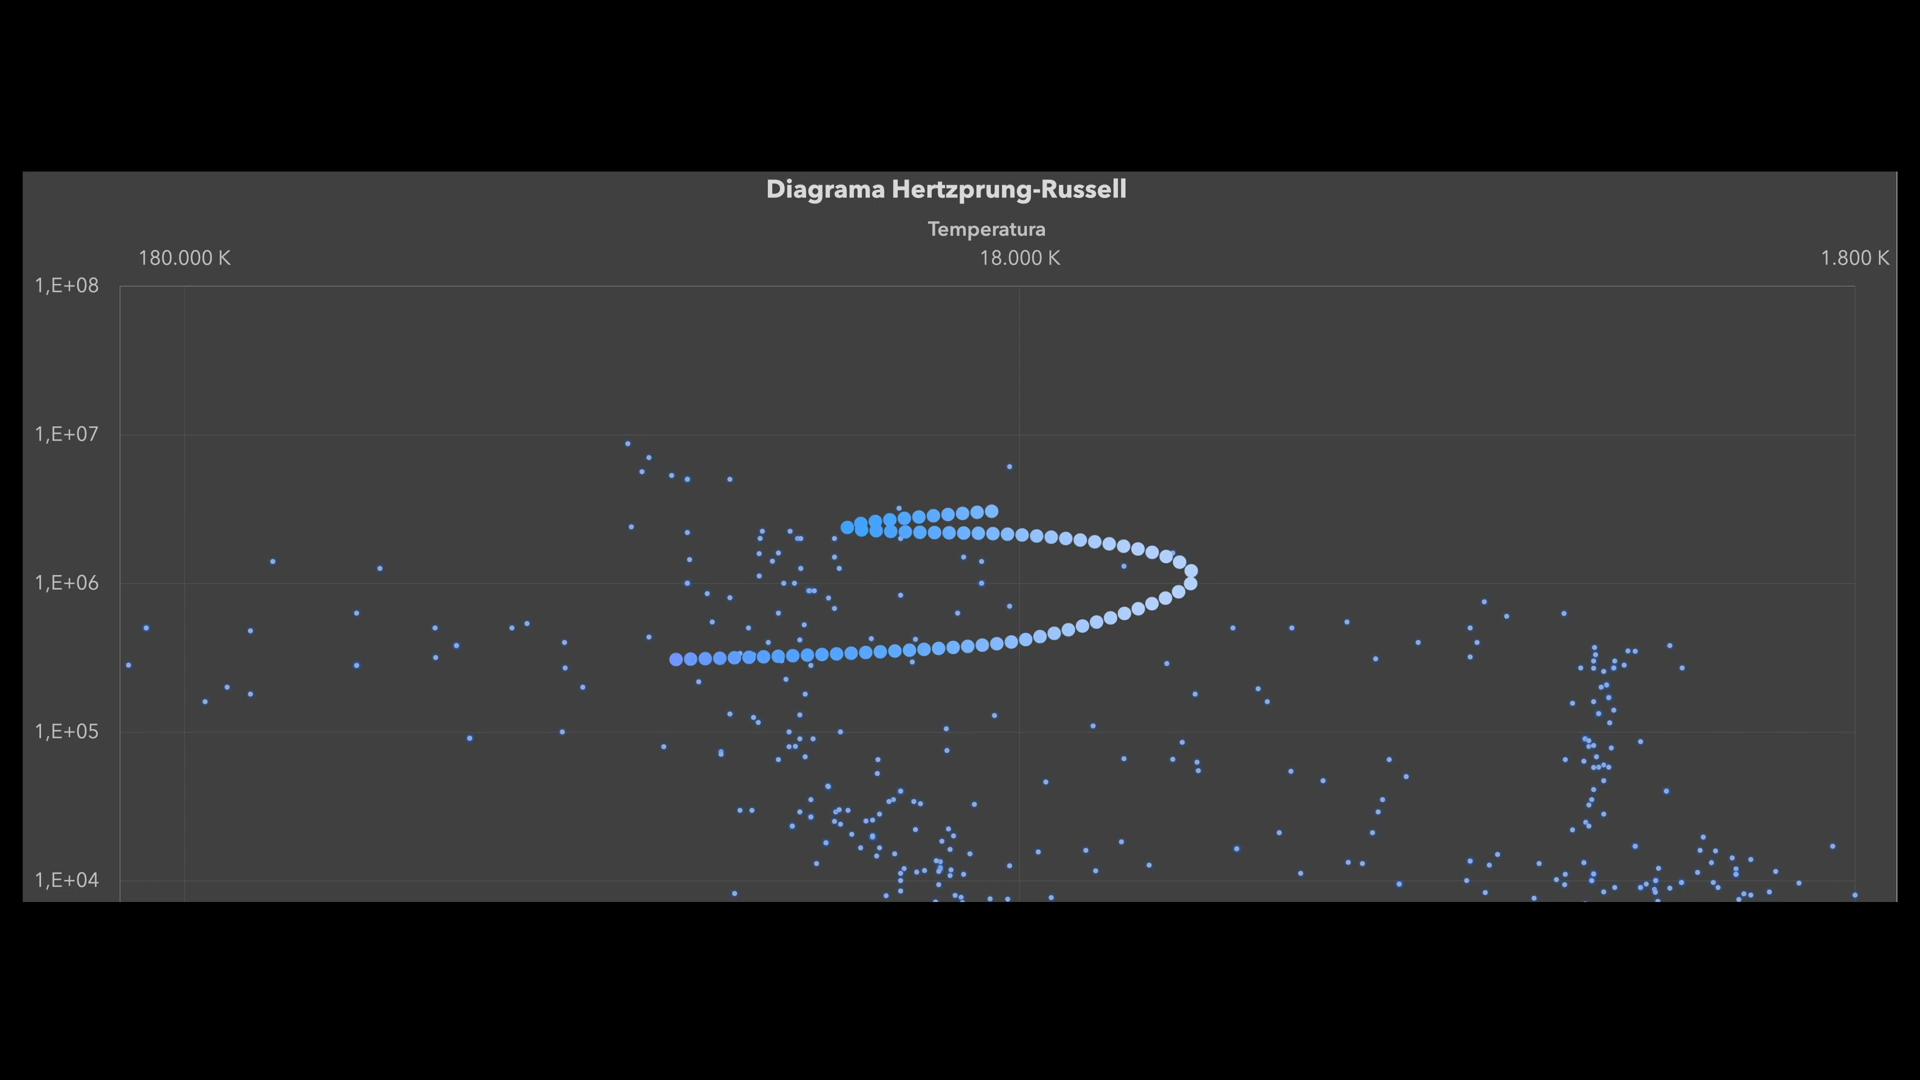 Diagrama Hertzprung-Russell
Temperatura
180.000 K
18.000 K
1.800 K
1,E+08
1,E+07
1,E+06
1,E+05
1,E+04